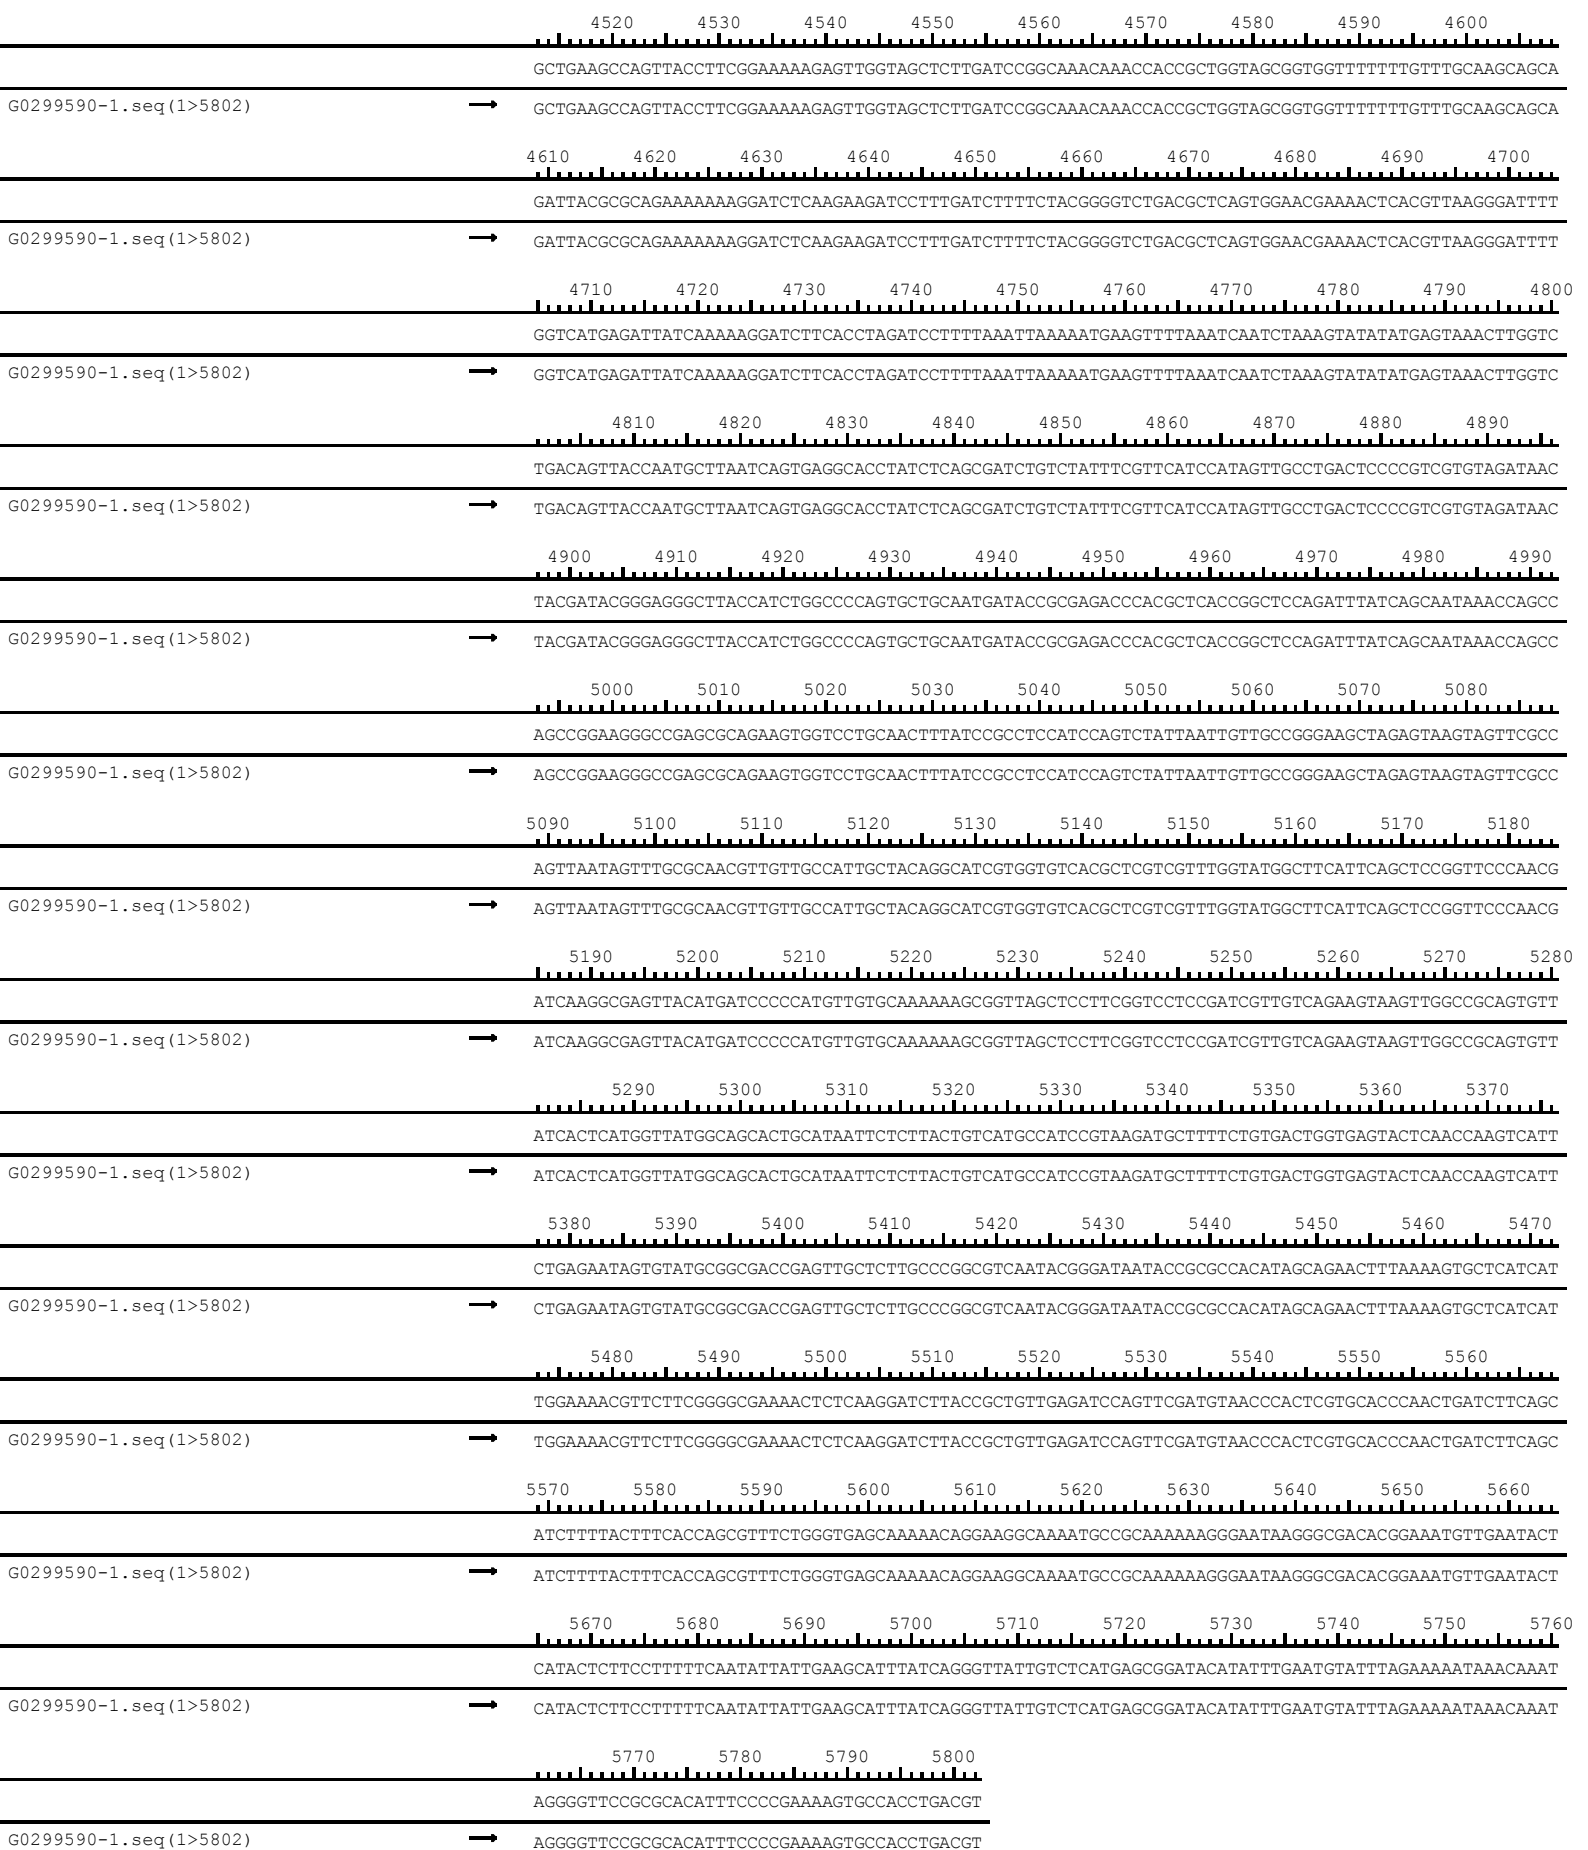 4520 4530 4540 4550 4560 4570 4580 4590 4600
GCTGAAGCCAGTTACCTTCGGAAAAAGAGTTGGTAGCTCTTGATCCGGCAAACAAACCACCGCTGGTAGCGGTGGTTTTTTTGTTTGCAAGCAGCA
G0299590-1.seq(1>5802) → GCTGAAGCCAGTTACCTTCGGAAAAAGAGTTGGTAGCTCTTGATCCGGCAAACAAACCACCGCTGGTAGCGGTGGTTTTTTTGTTTGCAAGCAGCA
4610 4620 4630 4640 4650 4660 4670 4680 4690 4700
GATTACGCGCAGAAAAAAAGGATCTCAAGAAGATCCTTTGATCTTTTCTACGGGGTCTGACGCTCAGTGGAACGAAAACTCACGTTAAGGGATTTT
G0299590-1.seq(1>5802) → GATTACGCGCAGAAAAAAAGGATCTCAAGAAGATCCTTTGATCTTTTCTACGGGGTCTGACGCTCAGTGGAACGAAAACTCACGTTAAGGGATTTT
4710 4720 4730 4740 4750 4760 4770 4780 4790 4800
GGTCATGAGATTATCAAAAAGGATCTTCACCTAGATCCTTTTAAATTAAAAATGAAGTTTTAAATCAATCTAAAGTATATATGAGTAAACTTGGTC
G0299590-1.seq(1>5802) → GGTCATGAGATTATCAAAAAGGATCTTCACCTAGATCCTTTTAAATTAAAAATGAAGTTTTAAATCAATCTAAAGTATATATGAGTAAACTTGGTC
4810 4820 4830 4840 4850 4860 4870 4880 4890
TGACAGTTACCAATGCTTAATCAGTGAGGCACCTATCTCAGCGATCTGTCTATTTCGTTCATCCATAGTTGCCTGACTCCCCGTCGTGTAGATAAC
G0299590-1.seq(1>5802) → TGACAGTTACCAATGCTTAATCAGTGAGGCACCTATCTCAGCGATCTGTCTATTTCGTTCATCCATAGTTGCCTGACTCCCCGTCGTGTAGATAAC
4900 4910 4920 4930 4940 4950 4960 4970 4980 4990
TACGATACGGGAGGGCTTACCATCTGGCCCCAGTGCTGCAATGATACCGCGAGACCCACGCTCACCGGCTCCAGATTTATCAGCAATAAACCAGCC
G0299590-1.seq(1>5802) → TACGATACGGGAGGGCTTACCATCTGGCCCCAGTGCTGCAATGATACCGCGAGACCCACGCTCACCGGCTCCAGATTTATCAGCAATAAACCAGCC
5000 5010 5020 5030 5040 5050 5060 5070 5080
AGCCGGAAGGGCCGAGCGCAGAAGTGGTCCTGCAACTTTATCCGCCTCCATCCAGTCTATTAATTGTTGCCGGGAAGCTAGAGTAAGTAGTTCGCC
G0299590-1.seq(1>5802) → AGCCGGAAGGGCCGAGCGCAGAAGTGGTCCTGCAACTTTATCCGCCTCCATCCAGTCTATTAATTGTTGCCGGGAAGCTAGAGTAAGTAGTTCGCC
5090 5100 5110 5120 5130 5140 5150 5160 5170 5180
AGTTAATAGTTTGCGCAACGTTGTTGCCATTGCTACAGGCATCGTGGTGTCACGCTCGTCGTTTGGTATGGCTTCATTCAGCTCCGGTTCCCAACG
G0299590-1.seq(1>5802) → AGTTAATAGTTTGCGCAACGTTGTTGCCATTGCTACAGGCATCGTGGTGTCACGCTCGTCGTTTGGTATGGCTTCATTCAGCTCCGGTTCCCAACG
5190 5200 5210 5220 5230 5240 5250 5260 5270 5280
ATCAAGGCGAGTTACATGATCCCCCATGTTGTGCAAAAAAGCGGTTAGCTCCTTCGGTCCTCCGATCGTTGTCAGAAGTAAGTTGGCCGCAGTGTT
G0299590-1.seq(1>5802) → ATCAAGGCGAGTTACATGATCCCCCATGTTGTGCAAAAAAGCGGTTAGCTCCTTCGGTCCTCCGATCGTTGTCAGAAGTAAGTTGGCCGCAGTGTT
5290 5300 5310 5320 5330 5340 5350 5360 5370
ATCACTCATGGTTATGGCAGCACTGCATAATTCTCTTACTGTCATGCCATCCGTAAGATGCTTTTCTGTGACTGGTGAGTACTCAACCAAGTCATT
G0299590-1.seq(1>5802) → ATCACTCATGGTTATGGCAGCACTGCATAATTCTCTTACTGTCATGCCATCCGTAAGATGCTTTTCTGTGACTGGTGAGTACTCAACCAAGTCATT
5380 5390 5400 5410 5420 5430 5440 5450 5460 5470
CTGAGAATAGTGTATGCGGCGACCGAGTTGCTCTTGCCCGGCGTCAATACGGGATAATACCGCGCCACATAGCAGAACTTTAAAAGTGCTCATCAT
G0299590-1.seq(1>5802) → CTGAGAATAGTGTATGCGGCGACCGAGTTGCTCTTGCCCGGCGTCAATACGGGATAATACCGCGCCACATAGCAGAACTTTAAAAGTGCTCATCAT
5480 5490 5500 5510 5520 5530 5540 5550 5560
TGGAAAACGTTCTTCGGGGCGAAAACTCTCAAGGATCTTACCGCTGTTGAGATCCAGTTCGATGTAACCCACTCGTGCACCCAACTGATCTTCAGC
G0299590-1.seq(1>5802) → TGGAAAACGTTCTTCGGGGCGAAAACTCTCAAGGATCTTACCGCTGTTGAGATCCAGTTCGATGTAACCCACTCGTGCACCCAACTGATCTTCAGC
5570 5580 5590 5600 5610 5620 5630 5640 5650 5660
ATCTTTTACTTTCACCAGCGTTTCTGGGTGAGCAAAAACAGGAAGGCAAAATGCCGCAAAAAAGGGAATAAGGGCGACACGGAAATGTTGAATACT
G0299590-1.seq(1>5802) → ATCTTTTACTTTCACCAGCGTTTCTGGGTGAGCAAAAACAGGAAGGCAAAATGCCGCAAAAAAGGGAATAAGGGCGACACGGAAATGTTGAATACT
5670 5680 5690 5700 5710 5720 5730 5740 5750 5760
CATACTCTTCCTTTTTCAATATTATTGAAGCATTTATCAGGGTTATTGTCTCATGAGCGGATACATATTTGAATGTATTTAGAAAAATAAACAAAT
G0299590-1.seq(1>5802) → CATACTCTTCCTTTTTCAATATTATTGAAGCATTTATCAGGGTTATTGTCTCATGAGCGGATACATATTTGAATGTATTTAGAAAAATAAACAAAT
5770 5780 5790 5800
AGGGGTTCCGCGCACATTTCCCCGAAAAGTGCCACCTGACGT
G0299590-1.seq(1>5802) → AGGGGTTCCGCGCACATTTCCCCGAAAAGTGCCACCTGACGT